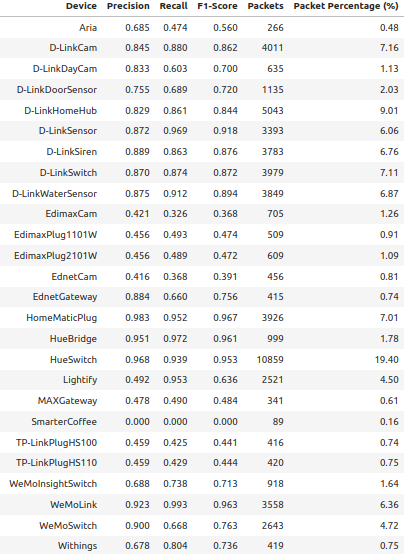 Device Precision Recall F1-Score Packets Packet Percentage (%)
Aria 0.685 0.474 0.560 266 0.48
D-LinkCam 0.845 0.880 0.862 4011 7.16
D-LinkDayCam 0.833 0.603 0.700 635 1.13
D-LinkDoorSensor 0.755 0.689 0.720 1135 2.03
D-LinkHomeHub 0.829 0.861 0.844 5043 9.01
D-LinkSensor 0.872 0.969 0.918 3393 6.06
D-LinkSiren 0.889 0.863 0.876 3783 6.76
D-LinkSwitch 0.870 0.874 0.872 3979 7.11
D-LinkWaterSensor 0.875 0.912 0.894 3849 6.87
EdimaxCam 0.421 0.326 0.368 705 1.26
EdimaxPlug1101W 0.456 0.493 0.474 509 0.91
EdimaxPlug2101W 0.456 0.489 0.472 609 1.09
EdnetCam 0.416 0.368 0.391 456 0.81
EdnetGateway 0.884 0.660 0.756 415 0.74
HomeMaticPlug 0.983 0.952 0.967 3926 7.01
HueBridge 0.951 0.972 0.961 999 1.78
HueSwitch 0.968 0.939 0.953 10859 19.40
Lightify 0.492 0.953 0.636 2521 4.50
MAXGateway 0.478 0.490 0.484 341 0.61
SmarterCoffee 0.000 0.000 0.000 89 0.16
TP-LinkPlugHS100 0.459 0.425 0.441 416 0.74
TP-LinkPlugHS110 0.459 0.429 0.444 420 0.75
WeMoInsightSwitch 0.688 0.738 0.713 918 1.64
WeMoLink 0.923 0.993 0.963 3558 6.36
WeMoSwitch 0.900 0.668 0.763 2643 4.72
Withings 0.678 0.804 0.736 419 0.75